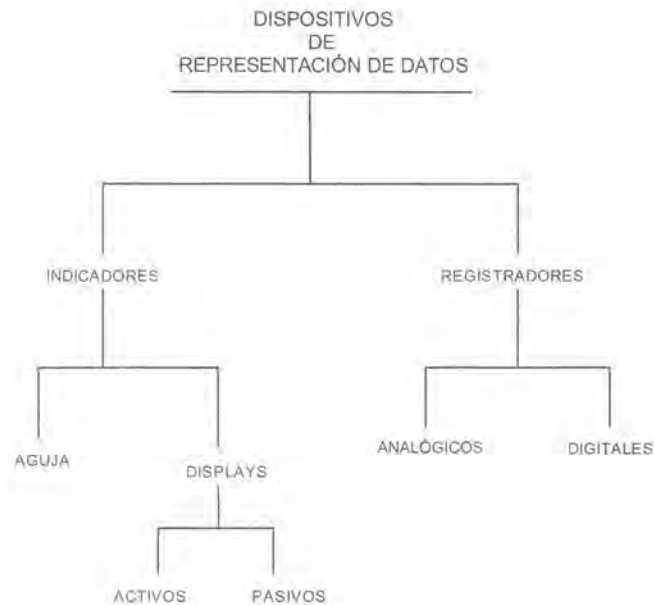 DISPOSITIVOS
DE
REPRESENTACIÓN DE DATOS
INDICADORES
REGISTRADORES
AGUJA
DISPLAYS
ANALÓGICOS
DIGITALES
ACTIVOS
PASIVOS